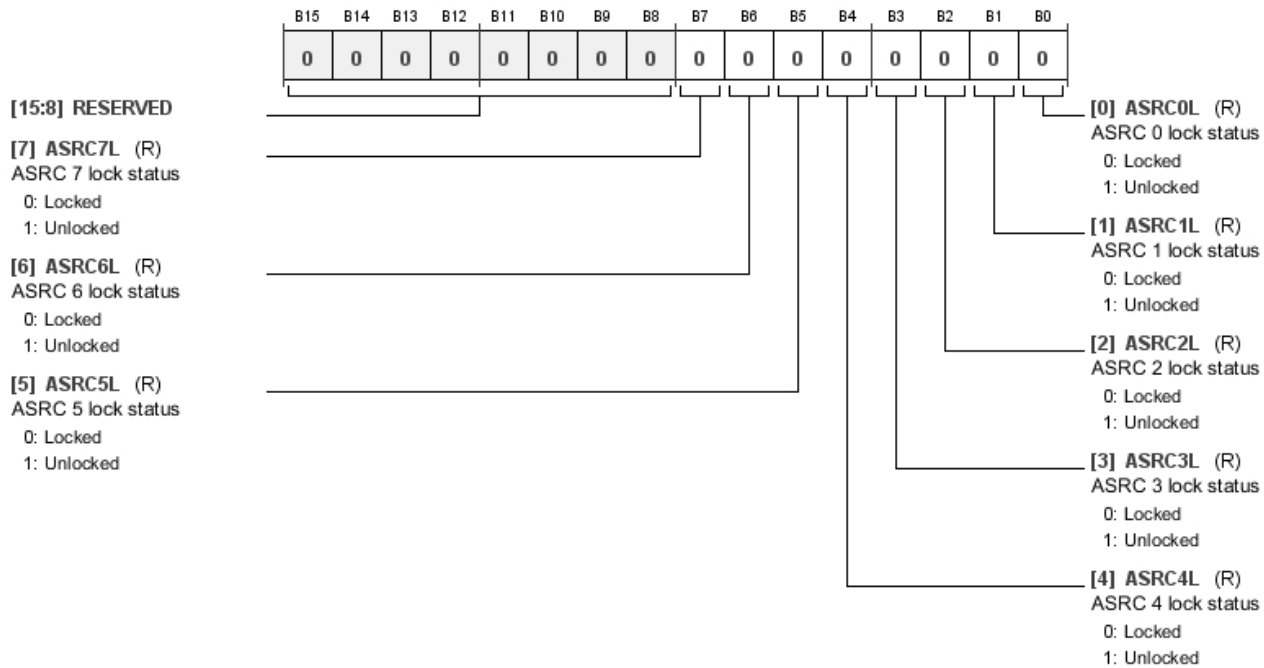 B15 B14 B13 B12 B11 B10 B9 B8 B7 B6 B5 B4 B3 B2 B1 B0
0 0 0 0 0 0 0 0 0 0 0 0 0 0 0 0
[15:8] RESERVED
[7] ASRC7L (R)
ASRC 7 lock status
0: Locked
1: Unlocked
[6] ASRC6L (R)
ASRC 6 lock status
0: Locked
1: Unlocked
[5] ASRC5L (R)
ASRC 5 lock status
0: Locked
1: Unlocked
[0] ASRC0L (R)
ASRC 0 lock status
0: Locked
1: Unlocked
[1] ASRC1L (R)
ASRC 1 lock status
0: Locked
1: Unlocked
[2] ASRC2L (R)
ASRC 2 lock status
0: Locked
1: Unlocked
[3] ASRC3L (R)
ASRC 3 lock status
0: Locked
1: Unlocked
[4] ASRC4L (R)
ASRC 4 lock status
0: Locked
1: Unlocked